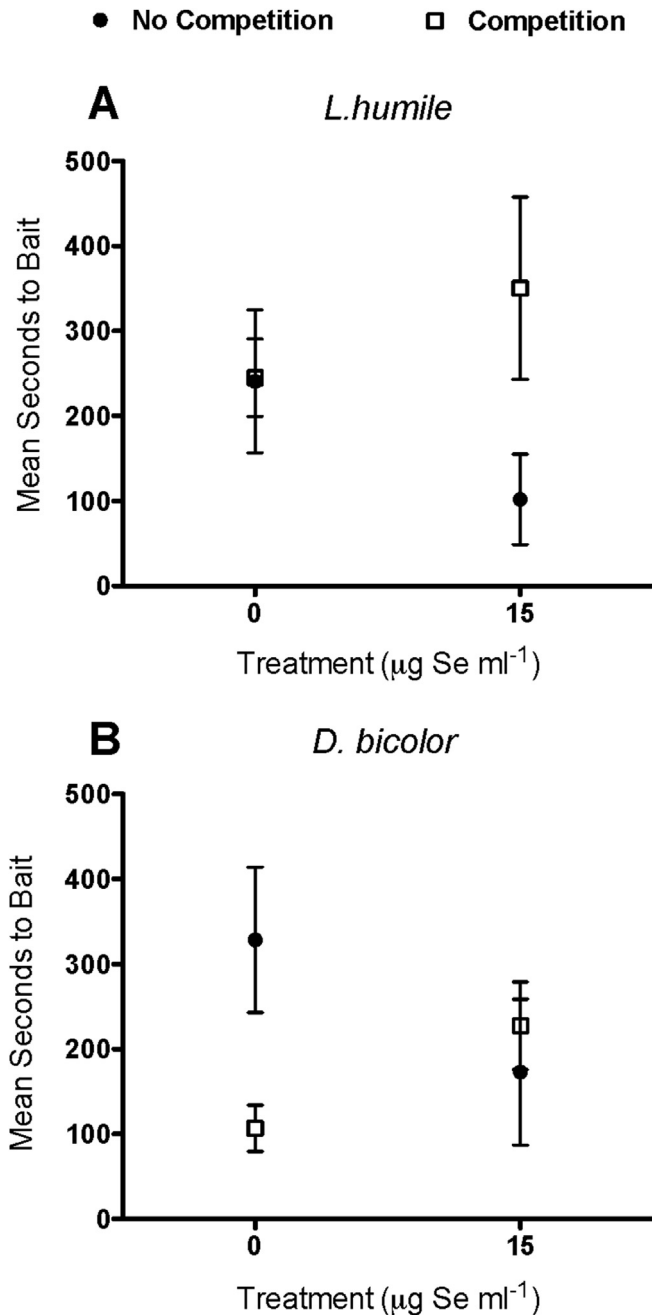 No Competition Competition
A L.humile
500
400
300
200
100
0
Mean Seconds to Bait
0 15
Treatment (μg Se ml⁻¹)
B D. bicolor
500
400
300
200
100
0
Mean Seconds to Bait
0 15
Treatment (μg Se ml⁻¹)